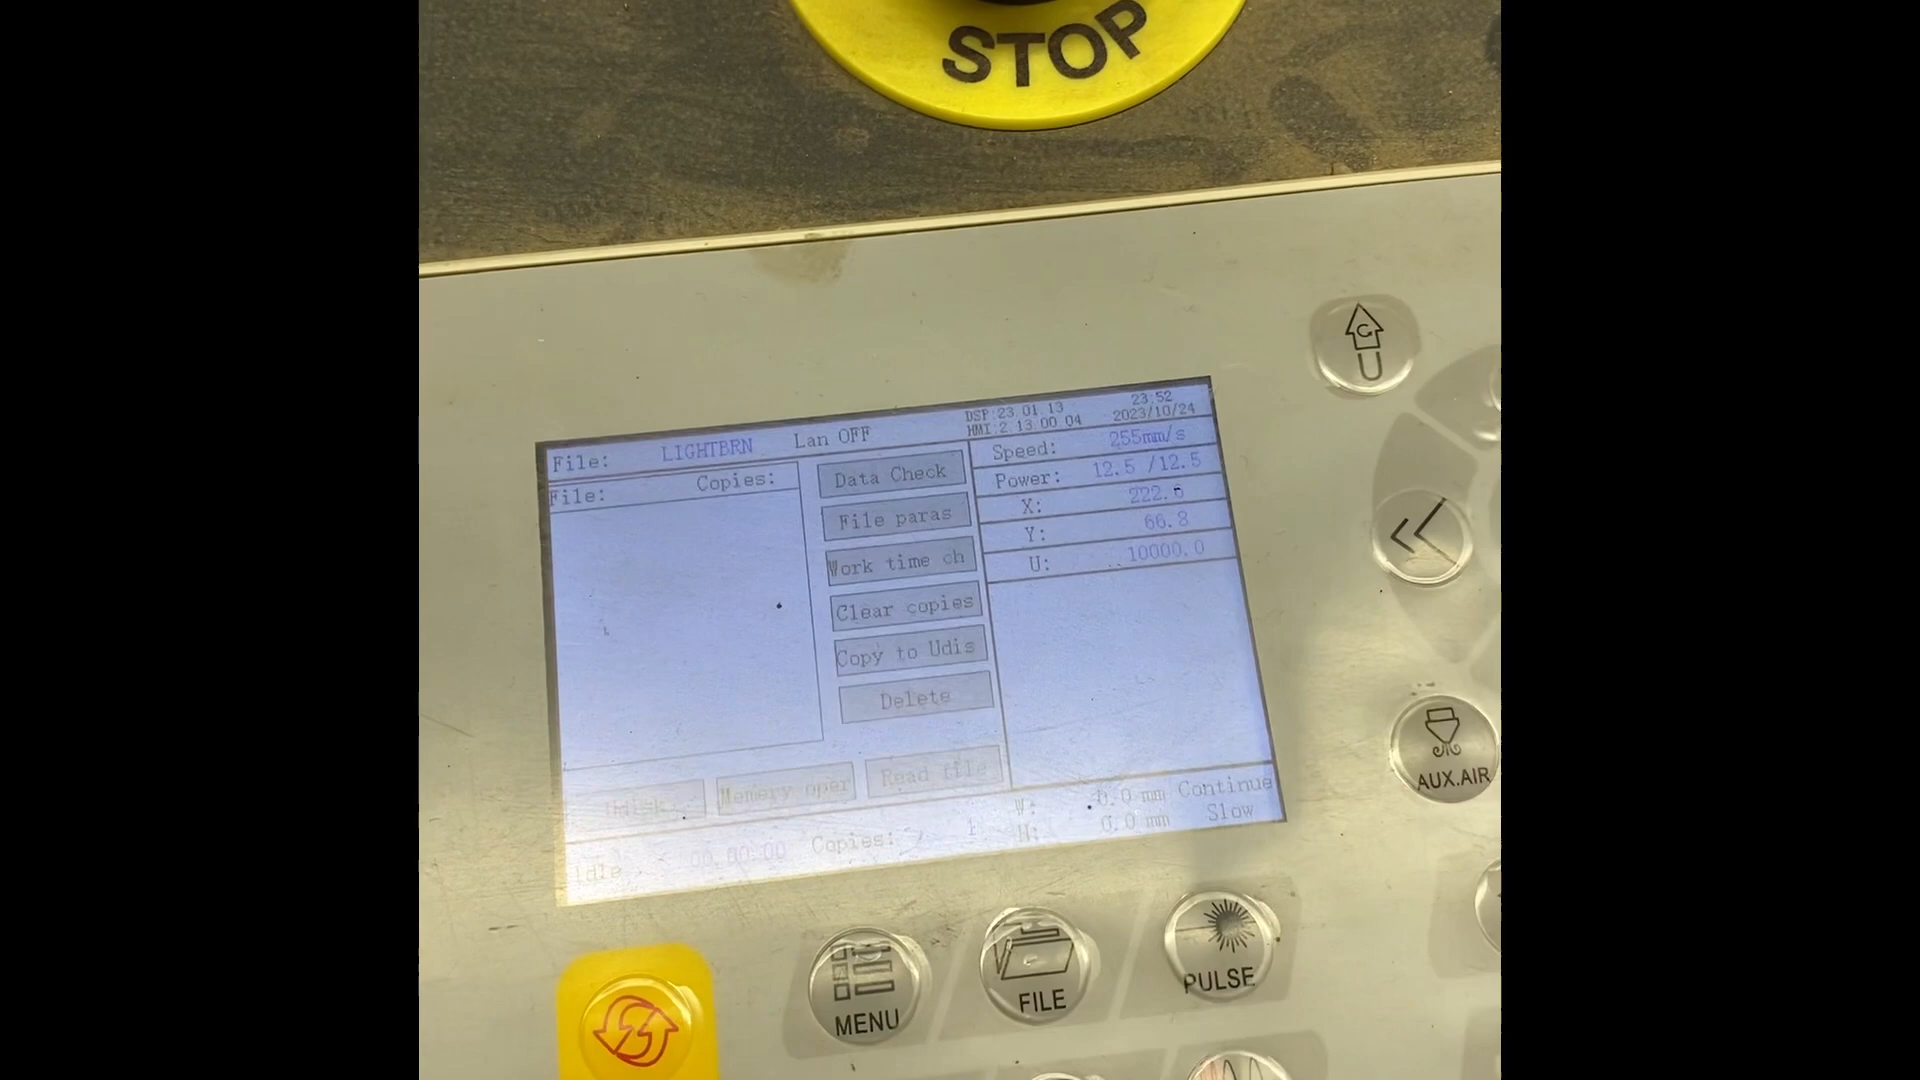 STOP
File: LIGHTBRN Lan OFF DSP:23.01.13 23:52
HMI:2.13.00.04 2023/10/24
File: Copies:
Data Check
File paras
Work time ch
Clear copies
Copy to Udis
Delete
Speed: 255mm/s
Power: 12.5 /12.5
X: 222.6
Y: 66.8
U: 10000.0
Udisk Memery oper Read file
Idle 00:00:00 Copies: 1
W: 0.0 mm Continue
H: 0.0 mm Slow
U
AUX.AIR
MENU
FILE
PULSE